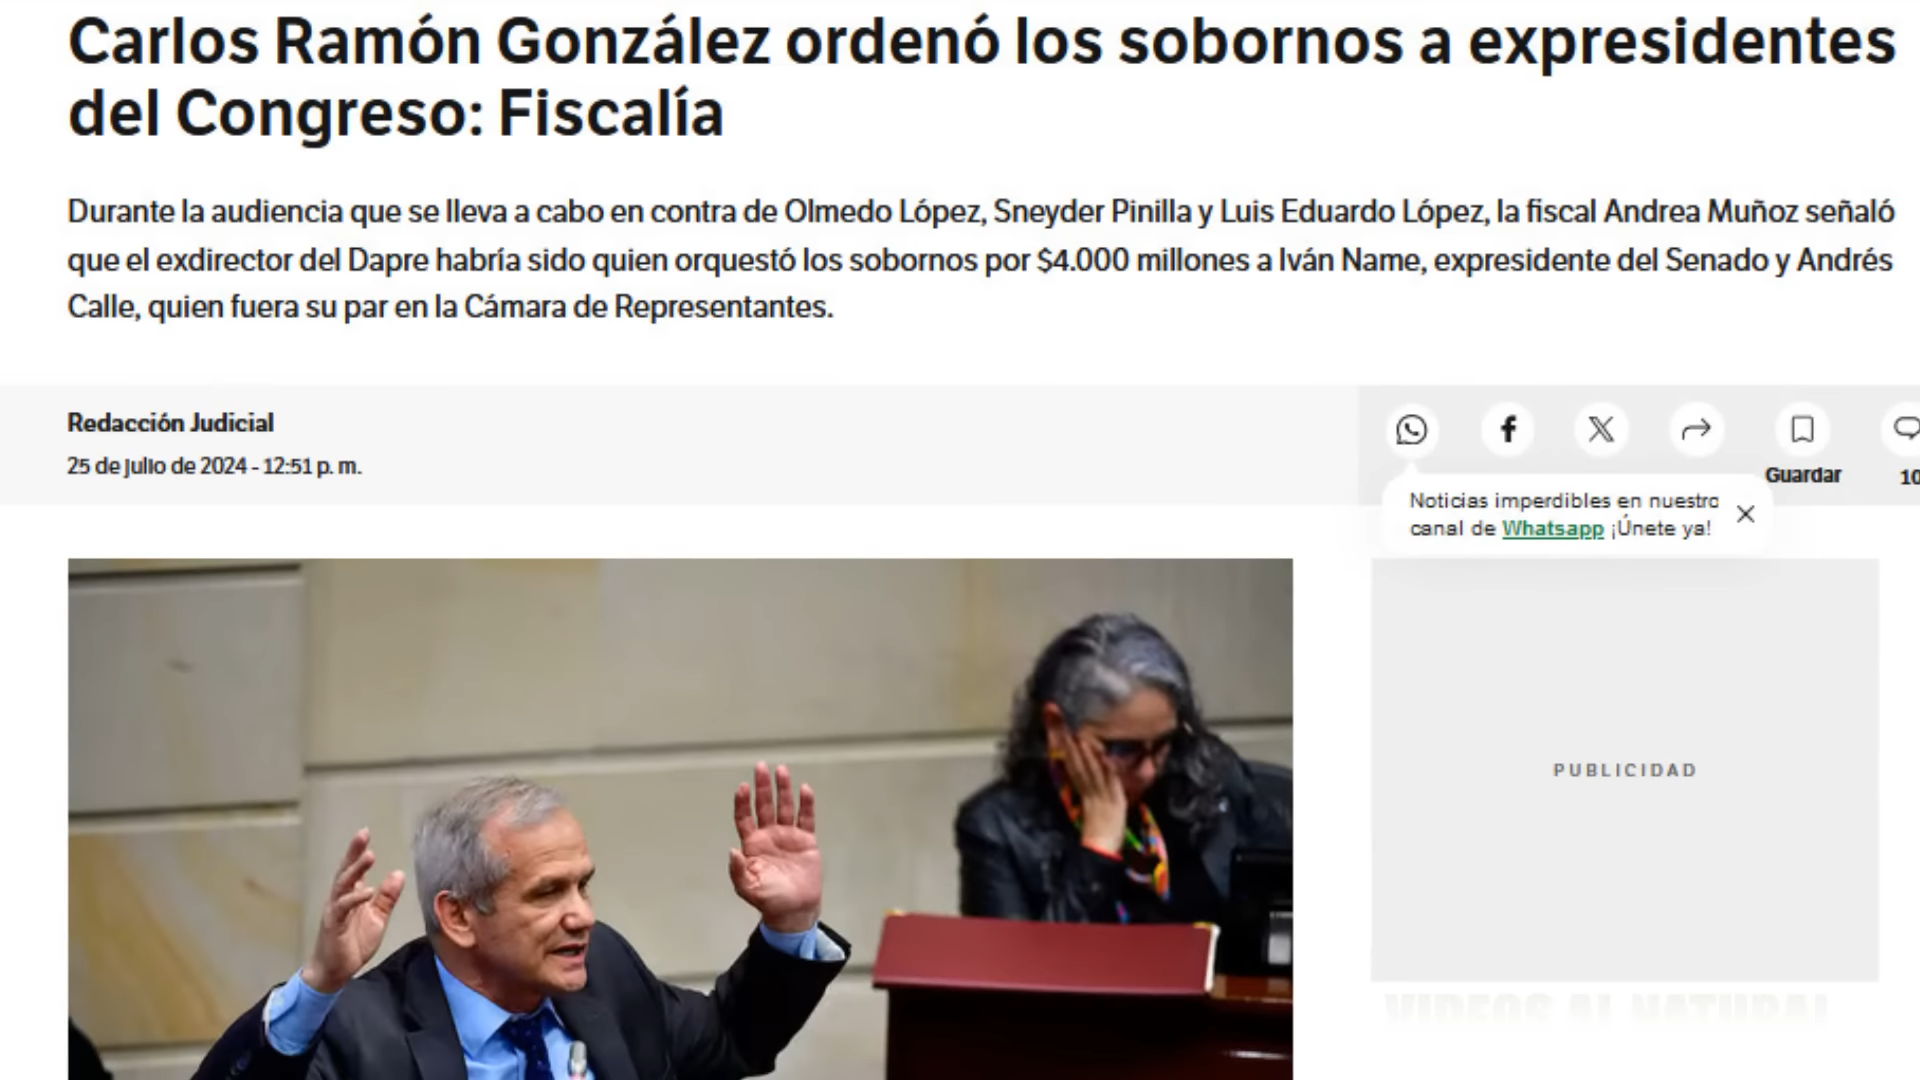 Carlos Ramón González ordenó los sobornos a expresidentes
del Congreso: Fiscalía
Durante la audiencia que se lleva a cabo en contra de Olmedo López, Sneyder Pinilla y Luis Eduardo López, la fiscal Andrea Muñoz señaló
que el exdirector del Dapre habría sido quien orquestó los sobornos por $4.000 millones a Iván Name, expresidente del Senado y Andrés
Calle, quien fuera su par en la Cámara de Representantes.
Redacción Judicial
25 de julio de 2024 - 12:51 p. m.
Guardar
10
Noticias imperdibles en nuestro
canal de Whatsapp ¡Únete ya!
PUBLICIDAD
VIDEOS AL NATURAL